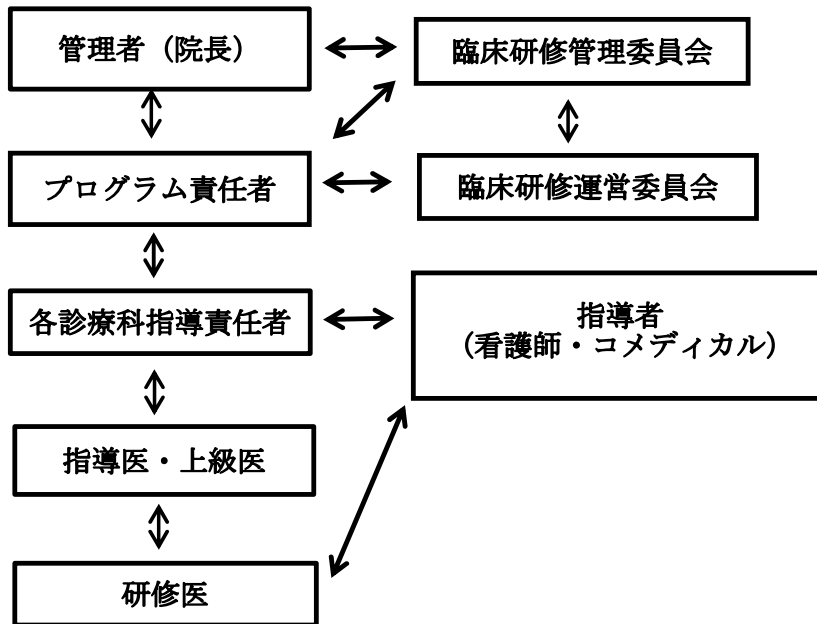 管理者（院長）
臨床研修管理委員会
プログラム責任者
臨床研修運営委員会
各診療科指導責任者
指導者
（看護師・コメディカル）
指導医・上級医
研修医